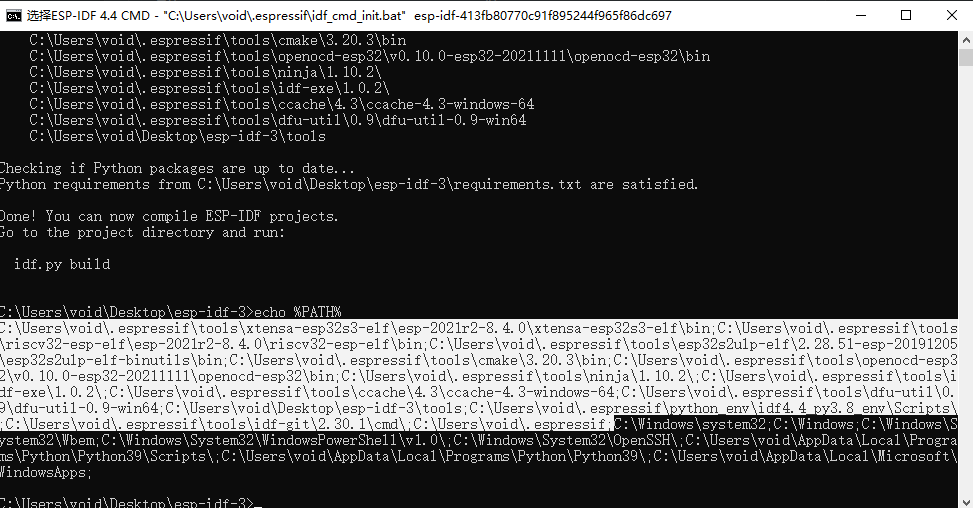 选择ESP-IDF 4.4 CMD - "C:\Users\void\.espressif\idf_cmd_init.bat"  esp-idf-413fb80770c91f895244f965f86dc697
C:\Users\void\.espressif\tools\cmake\3.20.3\bin
C:\Users\void\.espressif\tools\openocd-esp32\v0.10.0-esp32-20211111\openocd-esp32\bin
C:\Users\void\.espressif\tools\ninja\1.10.2\
C:\Users\void\.espressif\tools\idf-exe\1.0.2\
C:\Users\void\.espressif\tools\ccache\4.3\ccache-4.3-windows-64
C:\Users\void\.espressif\tools\dfu-util\0.9\dfu-util-0.9-win64
C:\Users\void\Desktop\esp-idf-3\tools
Checking if Python packages are up to date...
Python requirements from C:\Users\void\Desktop\esp-idf-3\requirements.txt are satisfied.
Done! You can now compile ESP-IDF projects.
Go to the project directory and run:
idf.py build
C:\Users\void\Desktop\esp-idf-3>echo %PATH%
C:\Users\void\.espressif\tools\xtensa-esp32s3-elf\esp-2021r2-8.4.0\xtensa-esp32s3-elf\bin;C:\Users\void\.espressif\tools
\riscv32-esp-elf\esp-2021r2-8.4.0\riscv32-esp-elf\bin;C:\Users\void\.espressif\tools\esp32s2ulp-elf\2.28.51-esp-20191205
\esp32s2ulp-elf-binutils\bin;C:\Users\void\.espressif\tools\cmake\3.20.3\bin;C:\Users\void\.espressif\tools\openocd-esp3
2\v0.10.0-esp32-20211111\openocd-esp32\bin;C:\Users\void\.espressif\tools\ninja\1.10.2\;C:\Users\void\.espressif\tools\i
df-exe\1.0.2\;C:\Users\void\.espressif\tools\ccache\4.3\ccache-4.3-windows-64;C:\Users\void\.espressif\tools\dfu-util\0.
9\dfu-util-0.9-win64;C:\Users\void\Desktop\esp-idf-3\tools;C:\Users\void\.espressif\python_env\idf4.4_py3.8_env\Scripts\
;C:\Users\void\.espressif\tools\idf-git\2.30.1\cmd\;C:\Users\void\.espressif;C:\Windows\system32;C:\Windows;C:\Windows\S
ystem32\Wbem;C:\Windows\System32\WindowsPowerShell\v1.0\;C:\Windows\System32\OpenSSH\;C:\Users\void\AppData\Local\Progra
ms\Python\Python39\Scripts\;C:\Users\void\AppData\Local\Programs\Python\Python39\;C:\Users\void\AppData\Local\Microsoft\
WindowsApps;
C:\Users\void\Desktop\esp-idf-3>